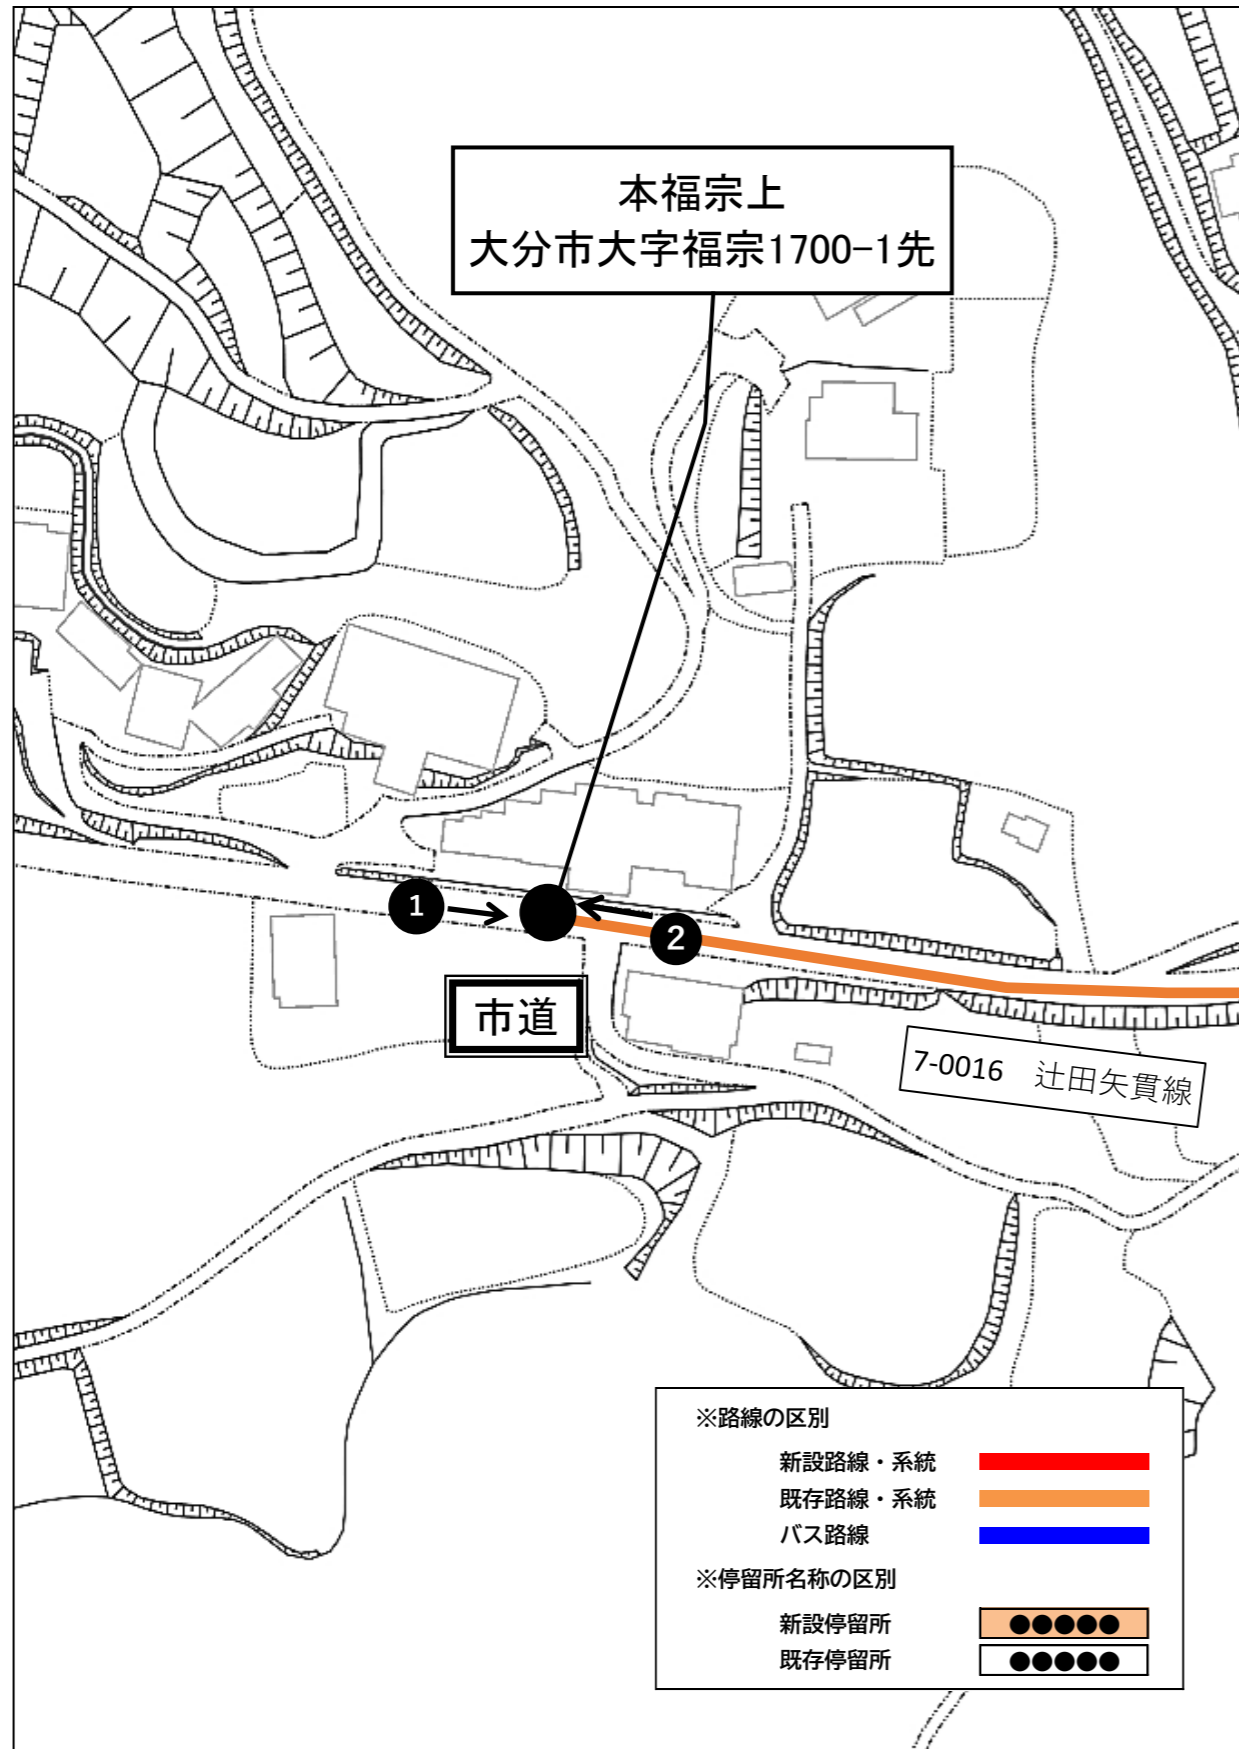 本福宗上
大分市大字福宗1700-1先
1
2
市道
7-0016　辻田矢貫線
※路線の区別
新設路線・系統
既存路線・系統
バス路線
※停留所名称の区別
新設停留所 ●●●●●
既存停留所 ●●●●●